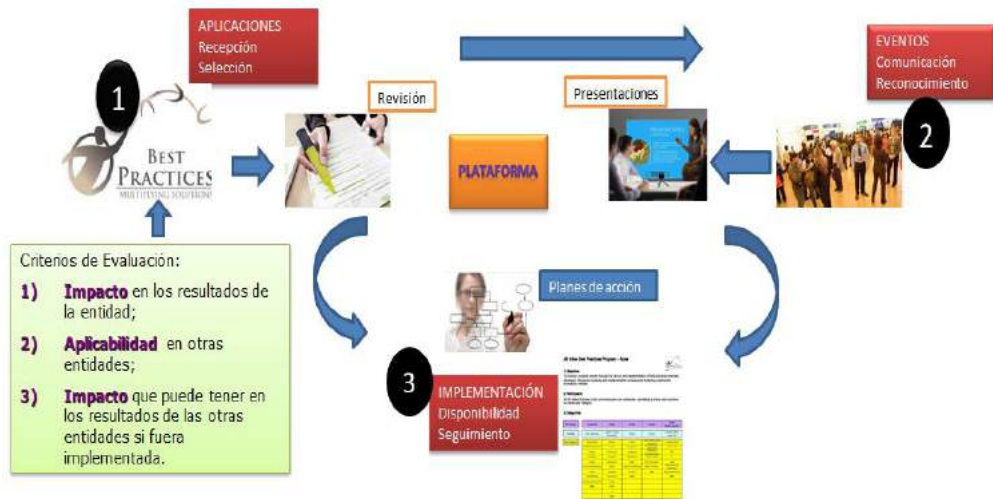 APLICACIONES
Recepción
Selección
EVENTOS
Comunicación
Reconocimiento
1
Revisión
Presentaciones
2
BEST
PRACTICES
MULTIPLYING SOLUTIONS
PLATAFORMA
Criterios de Evaluación:
1) Impacto en los resultados de
la entidad;
2) Aplicabilidad en otras
entidades;
3) Impacto que puede tener en
los resultados de las otras
entidades si fuera
implementada.
Planes de acción
3
IMPLEMENTACIÓN
Disponibilidad
Seguimiento